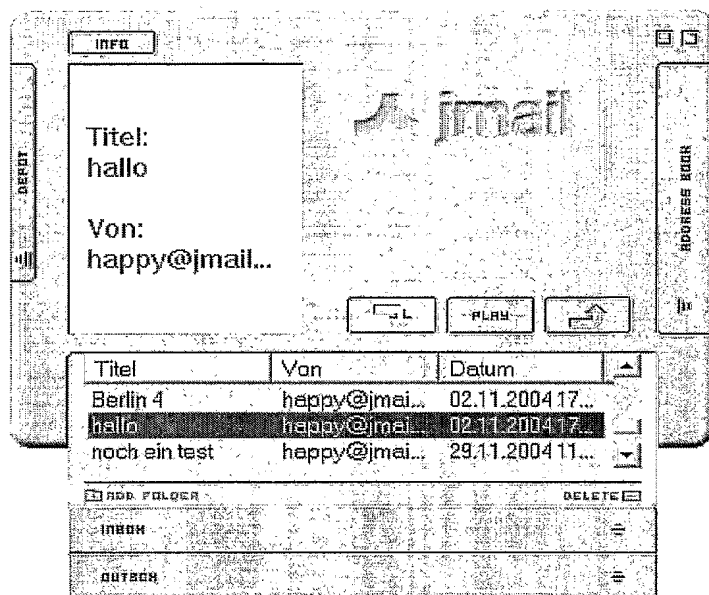 INFO
jmail
DEPOT
Titel:
hallo
Von:
happy@jmail...
ADDRESS BOOK
PLAY
Titel Von Datum
Berlin 4 happy@jmai... 02.11.2004 17...
hallo happy@jmai... 02.11.2004 17...
noch ein test happy@jmai... 29.11.2004 11...
ADD FOLDER DELETE
INBOX
OUTBOX